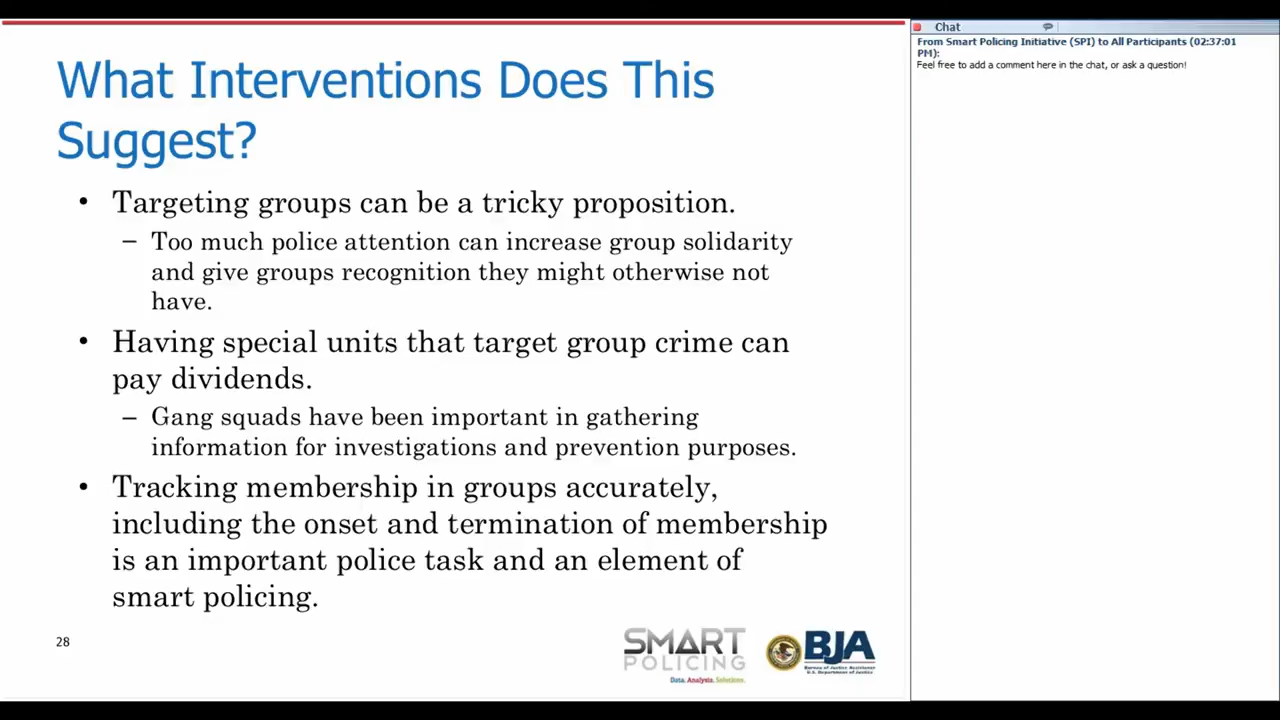 What Interventions Does This
Suggest?
• Targeting groups can be a tricky proposition.
– Too much police attention can increase group solidarity
and give groups recognition they might otherwise not
have.
• Having special units that target group crime can
pay dividends.
– Gang squads have been important in gathering
information for investigations and prevention purposes.
• Tracking membership in groups accurately,
including the onset and termination of membership
is an important police task and an element of
smart policing.
28
SMART
POLICING
Data. Analysis. Solutions.
BJA
Bureau of Justice Assistance
U.S. Department of Justice
Chat
From Smart Policing Initiative (SPI) to All Participants (02:37:01
PM):
Feel free to add a comment here in the chat, or ask a question!